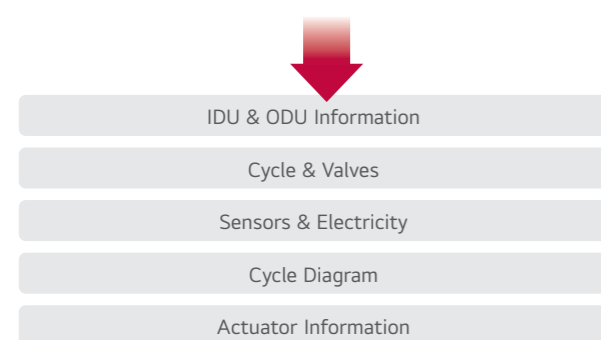 IDU & ODU Information
Cycle & Valves
Sensors & Electricity
Cycle Diagram
Actuator Information